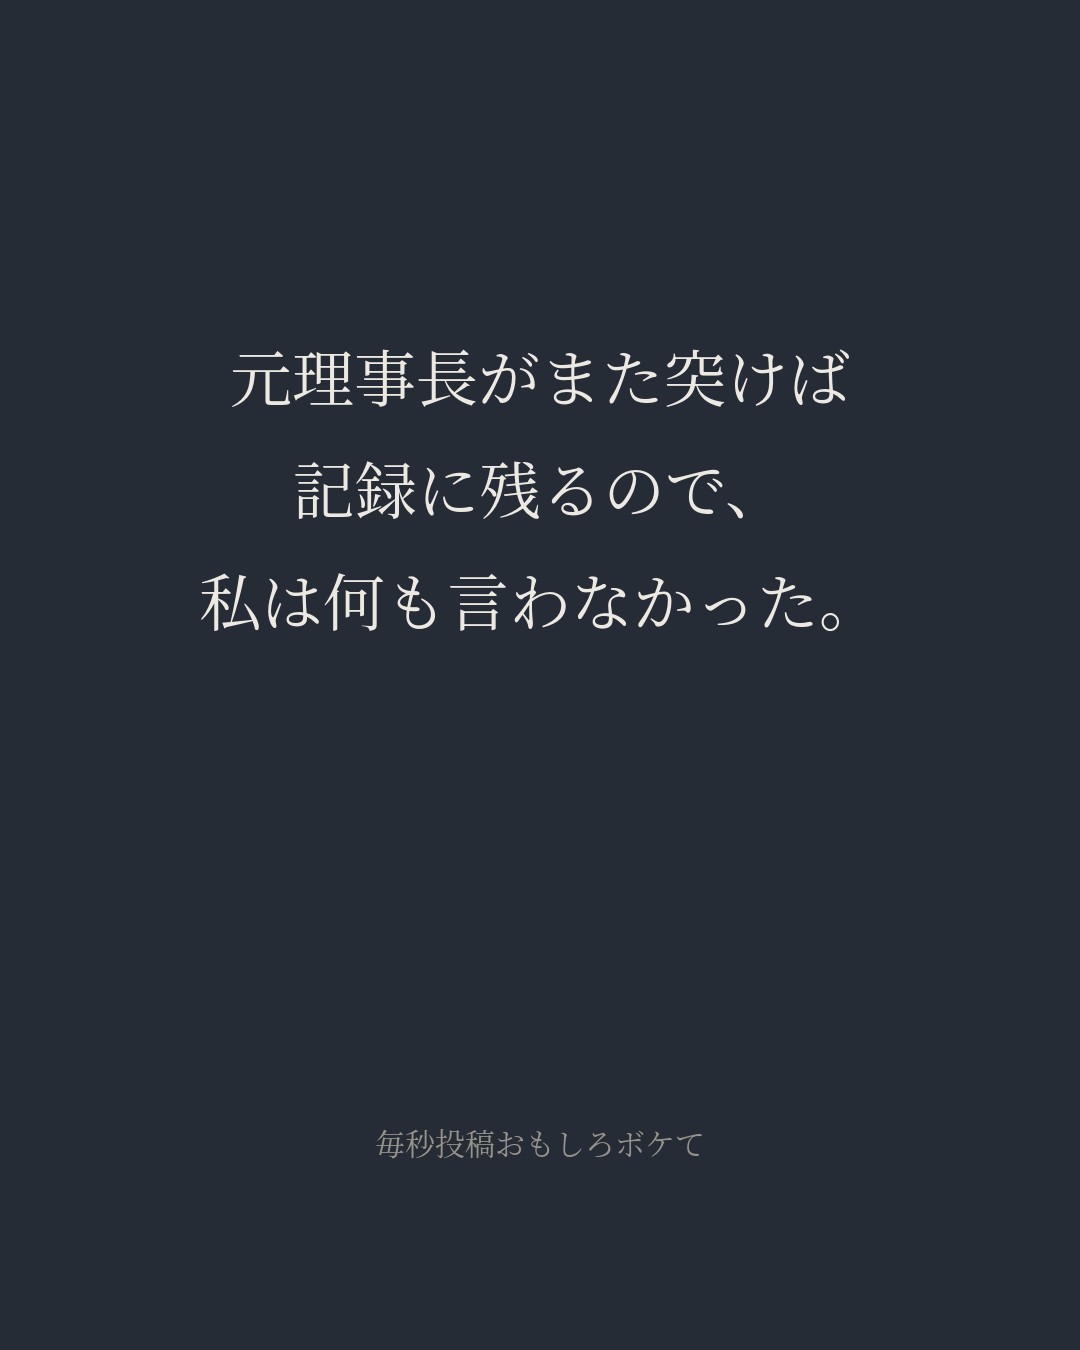 元理事長がまた突けば
記録に残るので、
私は何も言わなかった。
毎秒投稿おもしろボケて